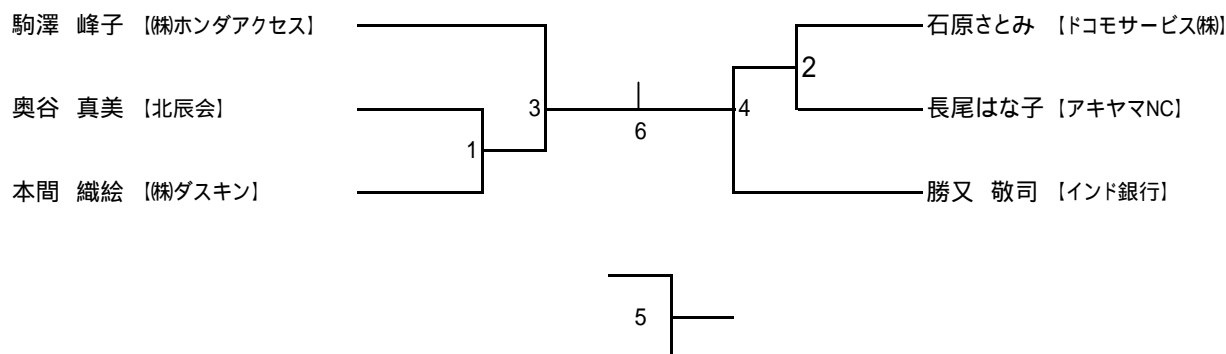 駒澤 峰子 【㈱ホンダアクセス】
奥谷 真美 【北辰会】
本間 織絵 【㈱ダスキン】
1
3
6
4
2
石原さとみ 【ドコモサービス㈱】
長尾はな子 【アキヤマNC】
勝又 敬司 【インド銀行】
5